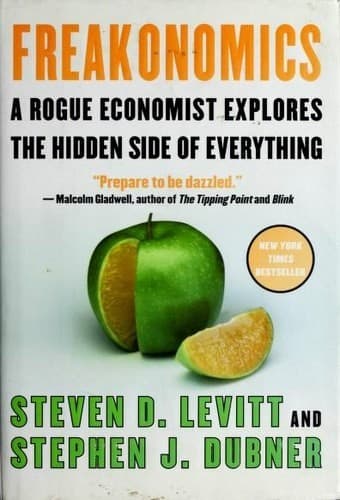 FREAKONOMICS
A ROGUE ECONOMIST EXPLORES
THE HIDDEN SIDE OF EVERYTHING
“Prepare to be dazzled.”
— Malcolm Gladwell, author of The Tipping Point and Blink
NEW YORK
TIMES
BESTSELLER
STEVEN D. LEVITT AND
STEPHEN J. DUBNER